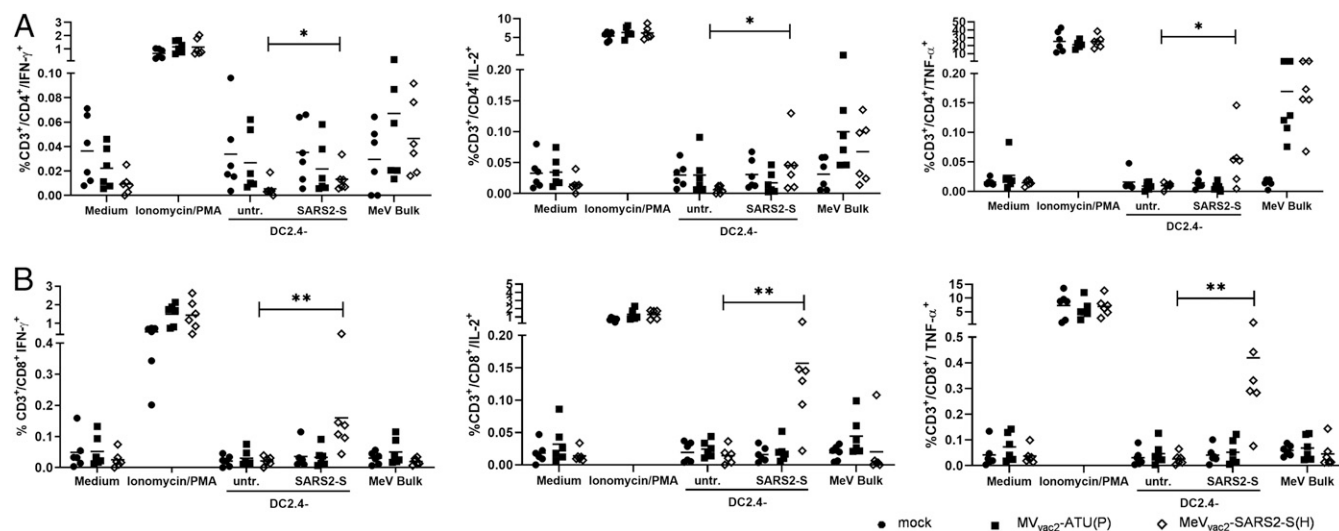 A
%CD3⁺/CD4⁺/IFN-γ⁺
3
2
1
0.10
0.08
0.06
0.04
0.02
0.00
*
Medium Ionomycin/PMA untr. SARS2-S MeV Bulk
DC2.4-
%CD3⁺/CD4⁺/IL-2⁺
10
5
0.20
0.15
0.10
0.05
0.00
*
Medium Ionomycin/PMA untr. SARS2-S MeV Bulk
DC2.4-
%CD3⁺/CD4⁺/TNF-α⁺
50
40
30
20
10
0.20
0.15
0.10
0.05
0.00
*
Medium Ionomycin/PMA untr. SARS2-S MeV Bulk
DC2.4-
B
% CD3⁺/CD8⁺ IFN-γ⁺
3
2
1
0.6
0.4
0.2
0.0
**
Medium Ionomycin/PMA untr. SARS2-S MeV Bulk
DC2.4-
%CD3⁺/CD8⁺/IL-2⁺
5
4
3
2
1
0.20
0.15
0.10
0.05
0.00
**
Medium Ionomycin/PMA untr. SARS2-S MeV Bulk
DC2.4-
%CD3⁺/CD8⁺/ TNF-α⁺
15
10
5
0.5
0.4
0.3
0.2
0.1
0.0
**
Medium Ionomycin/PMA untr. SARS2-S MeV Bulk
DC2.4-
mock MVvac2-ATU(P) MeVvac2-SARS2-S(H)